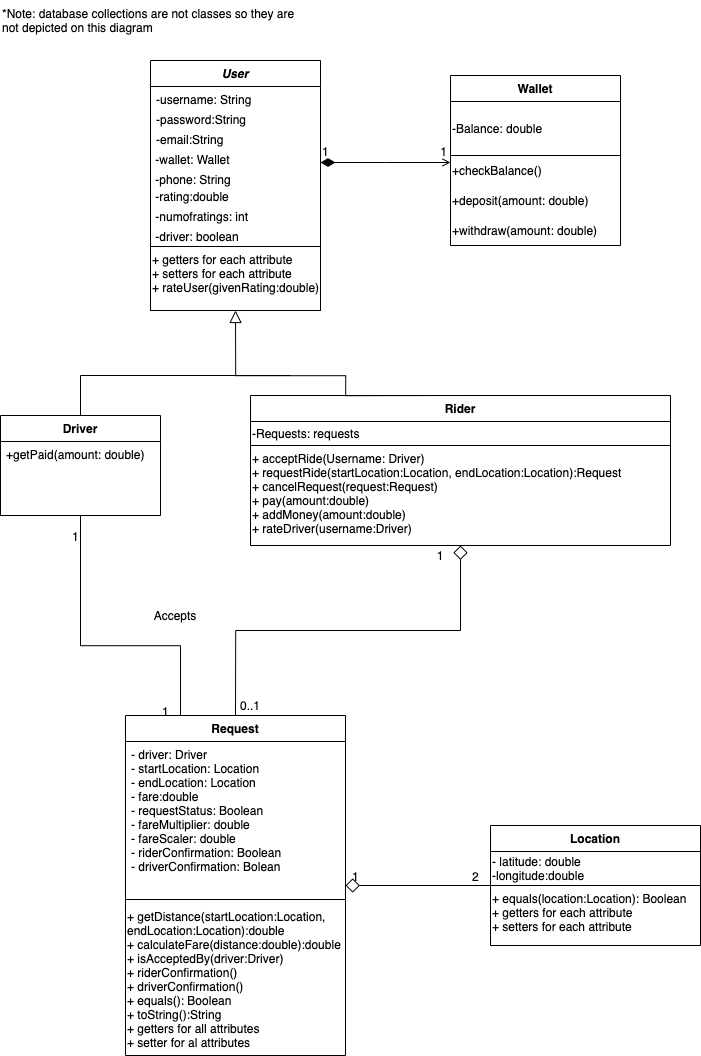 *Note: database collections are not classes so they are
not depicted on this diagram
User
-username: String
-password:String
-email:String
-wallet: Wallet
-phone: String
-rating:double
-numofratings: int
-driver: boolean
+ getters for each attribute
+ setters for each attribute
+ rateUser(givenRating:double)
1
1
Wallet
-Balance: double
+checkBalance()
+deposit(amount: double)
+withdraw(amount: double)
Driver
+getPaid(amount: double)
Rider
-Requests: requests
+ acceptRide(Username: Driver)
+ requestRide(startLocation:Location, endLocation:Location):Request
+ cancelRequest(request:Request)
+ pay(amount:double)
+ addMoney(amount:double)
+ rateDriver(username:Driver)
1
1
Accepts
1
0..1
Request
- driver: Driver
- startLocation: Location
- endLocation: Location
- fare:double
- requestStatus: Boolean
- fareMultiplier: double
- fareScaler: double
- riderConfirmation: Boolean
- driverConfirmation: Bolean
+ getDistance(startLocation:Location,
endLocation:Location):double
+ calculateFare(distance:double):double
+ isAcceptedBy(driver:Driver)
+ riderConfirmation()
+ driverConfirmation()
+ equals(): Boolean
+ toString():String
+ getters for all attributes
+ setter for al attributes
1
2
Location
- latitude: double
-longitude:double
+ equals(location:Location): Boolean
+ getters for each attribute
+ setters for each attribute